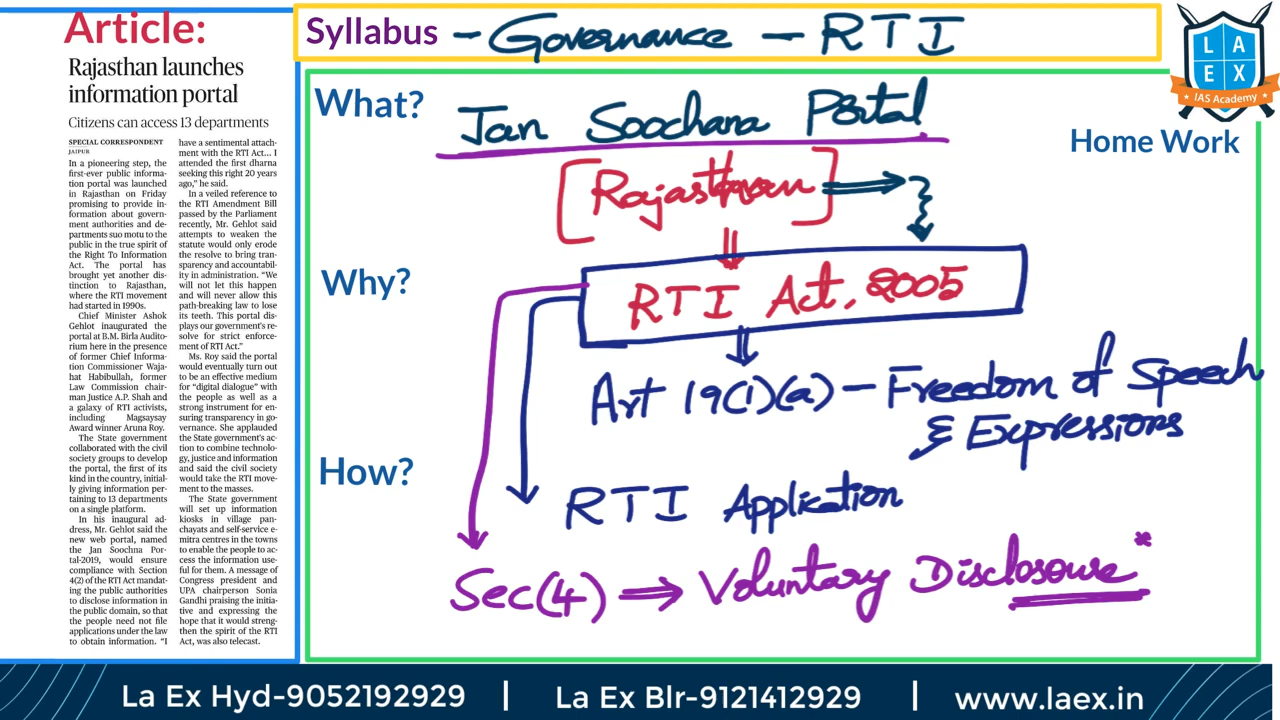 Article:
Rajasthan launches
information portal
Citizens can access 13 departments
SPECIAL CORRESPONDENT
JAIPUR
In a pioneering step, the
first-ever public informa-
tion portal was launched
in Rajasthan on Friday
promising to provide in-
formation about govern-
ment authorities and de-
partments suo motu to the
public in the true spirit of
the Right To Information
Act. The portal has
brought yet another dis-
tinction to Rajasthan,
where the RTI movement
had started in 1990s.
Chief Minister Ashok
Gehlot inaugurated the
portal at B.M. Birla Audito-
rium here in the presence
of former Chief Informa-
tion Commissioner Waja-
hat Habibullah, former
Law Commission chair-
man Justice A.P. Shah and
a galaxy of RTI activists,
including Magsaysay
Award winner Aruna Roy.
The State government
collaborated with the civil
society groups to develop
the portal, the first of its
kind in the country, initial-
ly giving information per-
taining to 13 departments
on a single platform.
In his inaugural ad-
dress, Mr. Gehlot said the
new web portal, named
the Jan Soochna Por-
tal-2019, would ensure
compliance with Section
4(2) of the RTI Act mandat-
ing the public authorities
to disclose information in
the public domain, so that
the people need not file
applications under the law
to obtain information. “I
have a sentimental attach-
ment with the RTI Act... I
attended the first dharna
seeking this right 20 years
ago,” he said.
In a veiled reference to
the RTI Amendment Bill
passed by the Parliament
recently, Mr. Gehlot said
attempts to weaken the
statute would only erode
the resolve to bring tran-
sparency and accountabil-
ity in administration. “We
will not let this happen
and will never allow this
path-breaking law to lose
its teeth. This portal dis-
plays our government's re-
solve for strict enforce-
ment of RTI Act.”
Ms. Roy said the portal
would eventually turn out
to be an effective medium
for “digital dialogue” with
the people as well as a
strong instrument for en-
suring transparency in go-
vernance. She applauded
the State government's ac-
tion to combine technolo-
gy, justice and information
and said the civil society
would take the RTI move-
ment to the masses.
The State government
will set up information
kiosks in village pan-
chayats and self-service e-
mitra centres in the towns
to enable the people to ac-
cess the information use-
ful for them. A message of
Congress president and
UPA chairperson Sonia
Gandhi praising the initia-
tive and expressing the
hope that it would streng-
then the spirit of the RTI
Act, was also telecast.
Syllabus - Governance - RTI
LAEX
IAS Academy
What? Jan Soochana Portal
Home Work
[Rajasthan]
Why? RTI Act, 2005
Art 19(1)(a) - Freedom of Speech
& Expressions
How?
RTI Application
Sec(4) ⇒ Voluntary Disclosure*
La Ex Hyd-9052192929 | La Ex Blr-9121412929 | www.laex.in